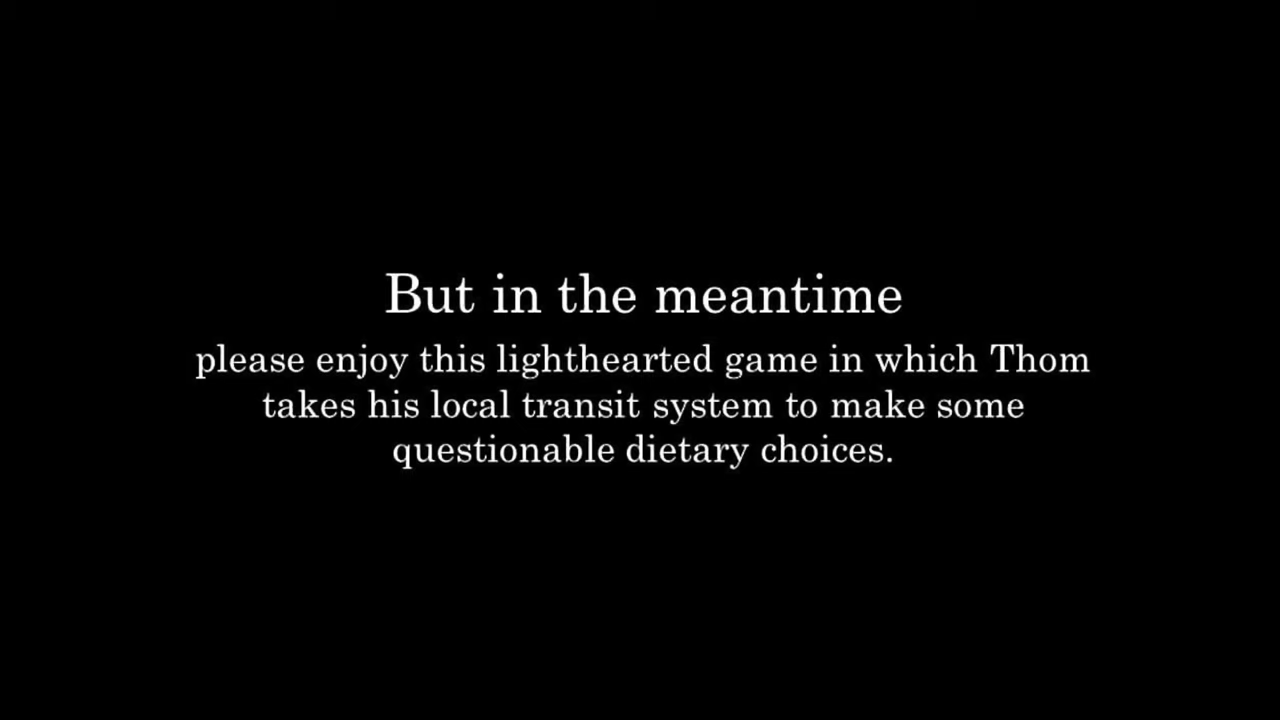 But in the meantime
please enjoy this lighthearted game in which Thom
takes his local transit system to make some
questionable dietary choices.